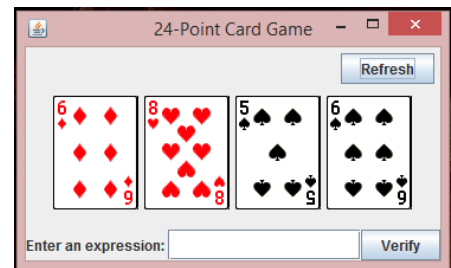 24-Point Card Game
Refresh
6 8 5 6
6 8 5 6
Enter an expression: Verify